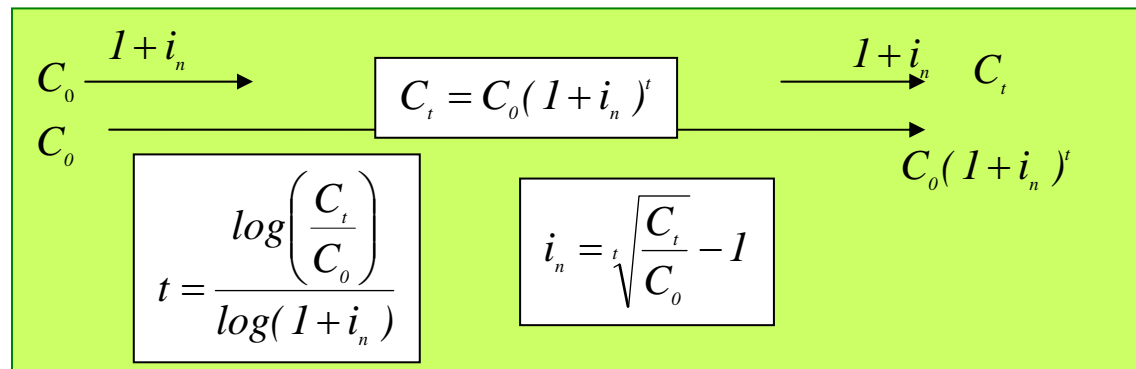 1 + i_n 1 + i_n
C_0 C_t = C_0( 1 + i_n )^t C_t
C_0 C_0( 1 + i_n )^t
t = log(C_t / C_0) / log( 1 + i_n )
i_n = ᵗ√(C_t / C_0) − 1